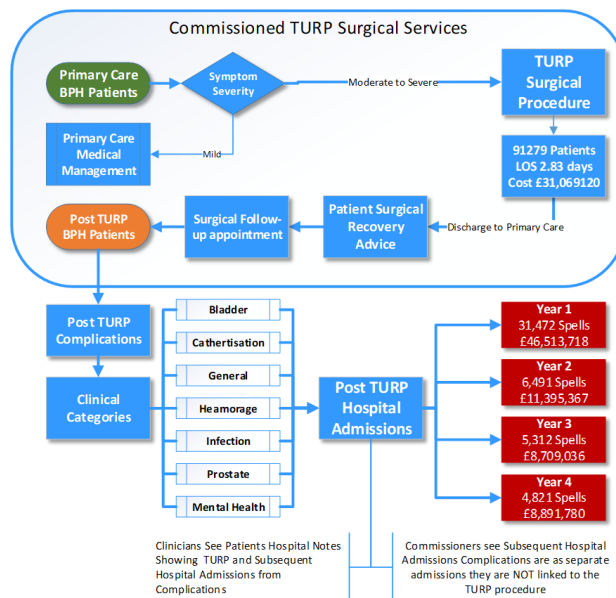 Commissioned TURP Surgical Services
Primary Care
BPH Patients
Symptom
Severity
Moderate to Severe
TURP
Surgical
Procedure
Primary Care
Medical
Management
Mild
91279 Patients
LOS 2.83 days
Cost £31,069120
Post TURP
BPH Patients
Surgical Follow-
up appointment
Patient Surgical
Recovery
Advice
Discharge to Primary Care
Post TURP
Complications
Clinical
Categories
Bladder
Cathertisation
General
Heamorage
Infection
Prostate
Mental Health
Post TURP
Hospital
Admissions
Year 1
31,472 Spells
£46,513,718
Year 2
6,491 Spells
£11,395,367
Year 3
5,312 Spells
£8,709,036
Year 4
4,821 Spells
£8,891,780
Clinicians See Patients Hospital Notes
Showing TURP and Subsequent
Hospital Admissions from
Complications
Commissioners see Subsequent Hospital
Admissions Complications are as separate
admissions they are NOT linked to the
TURP procedure